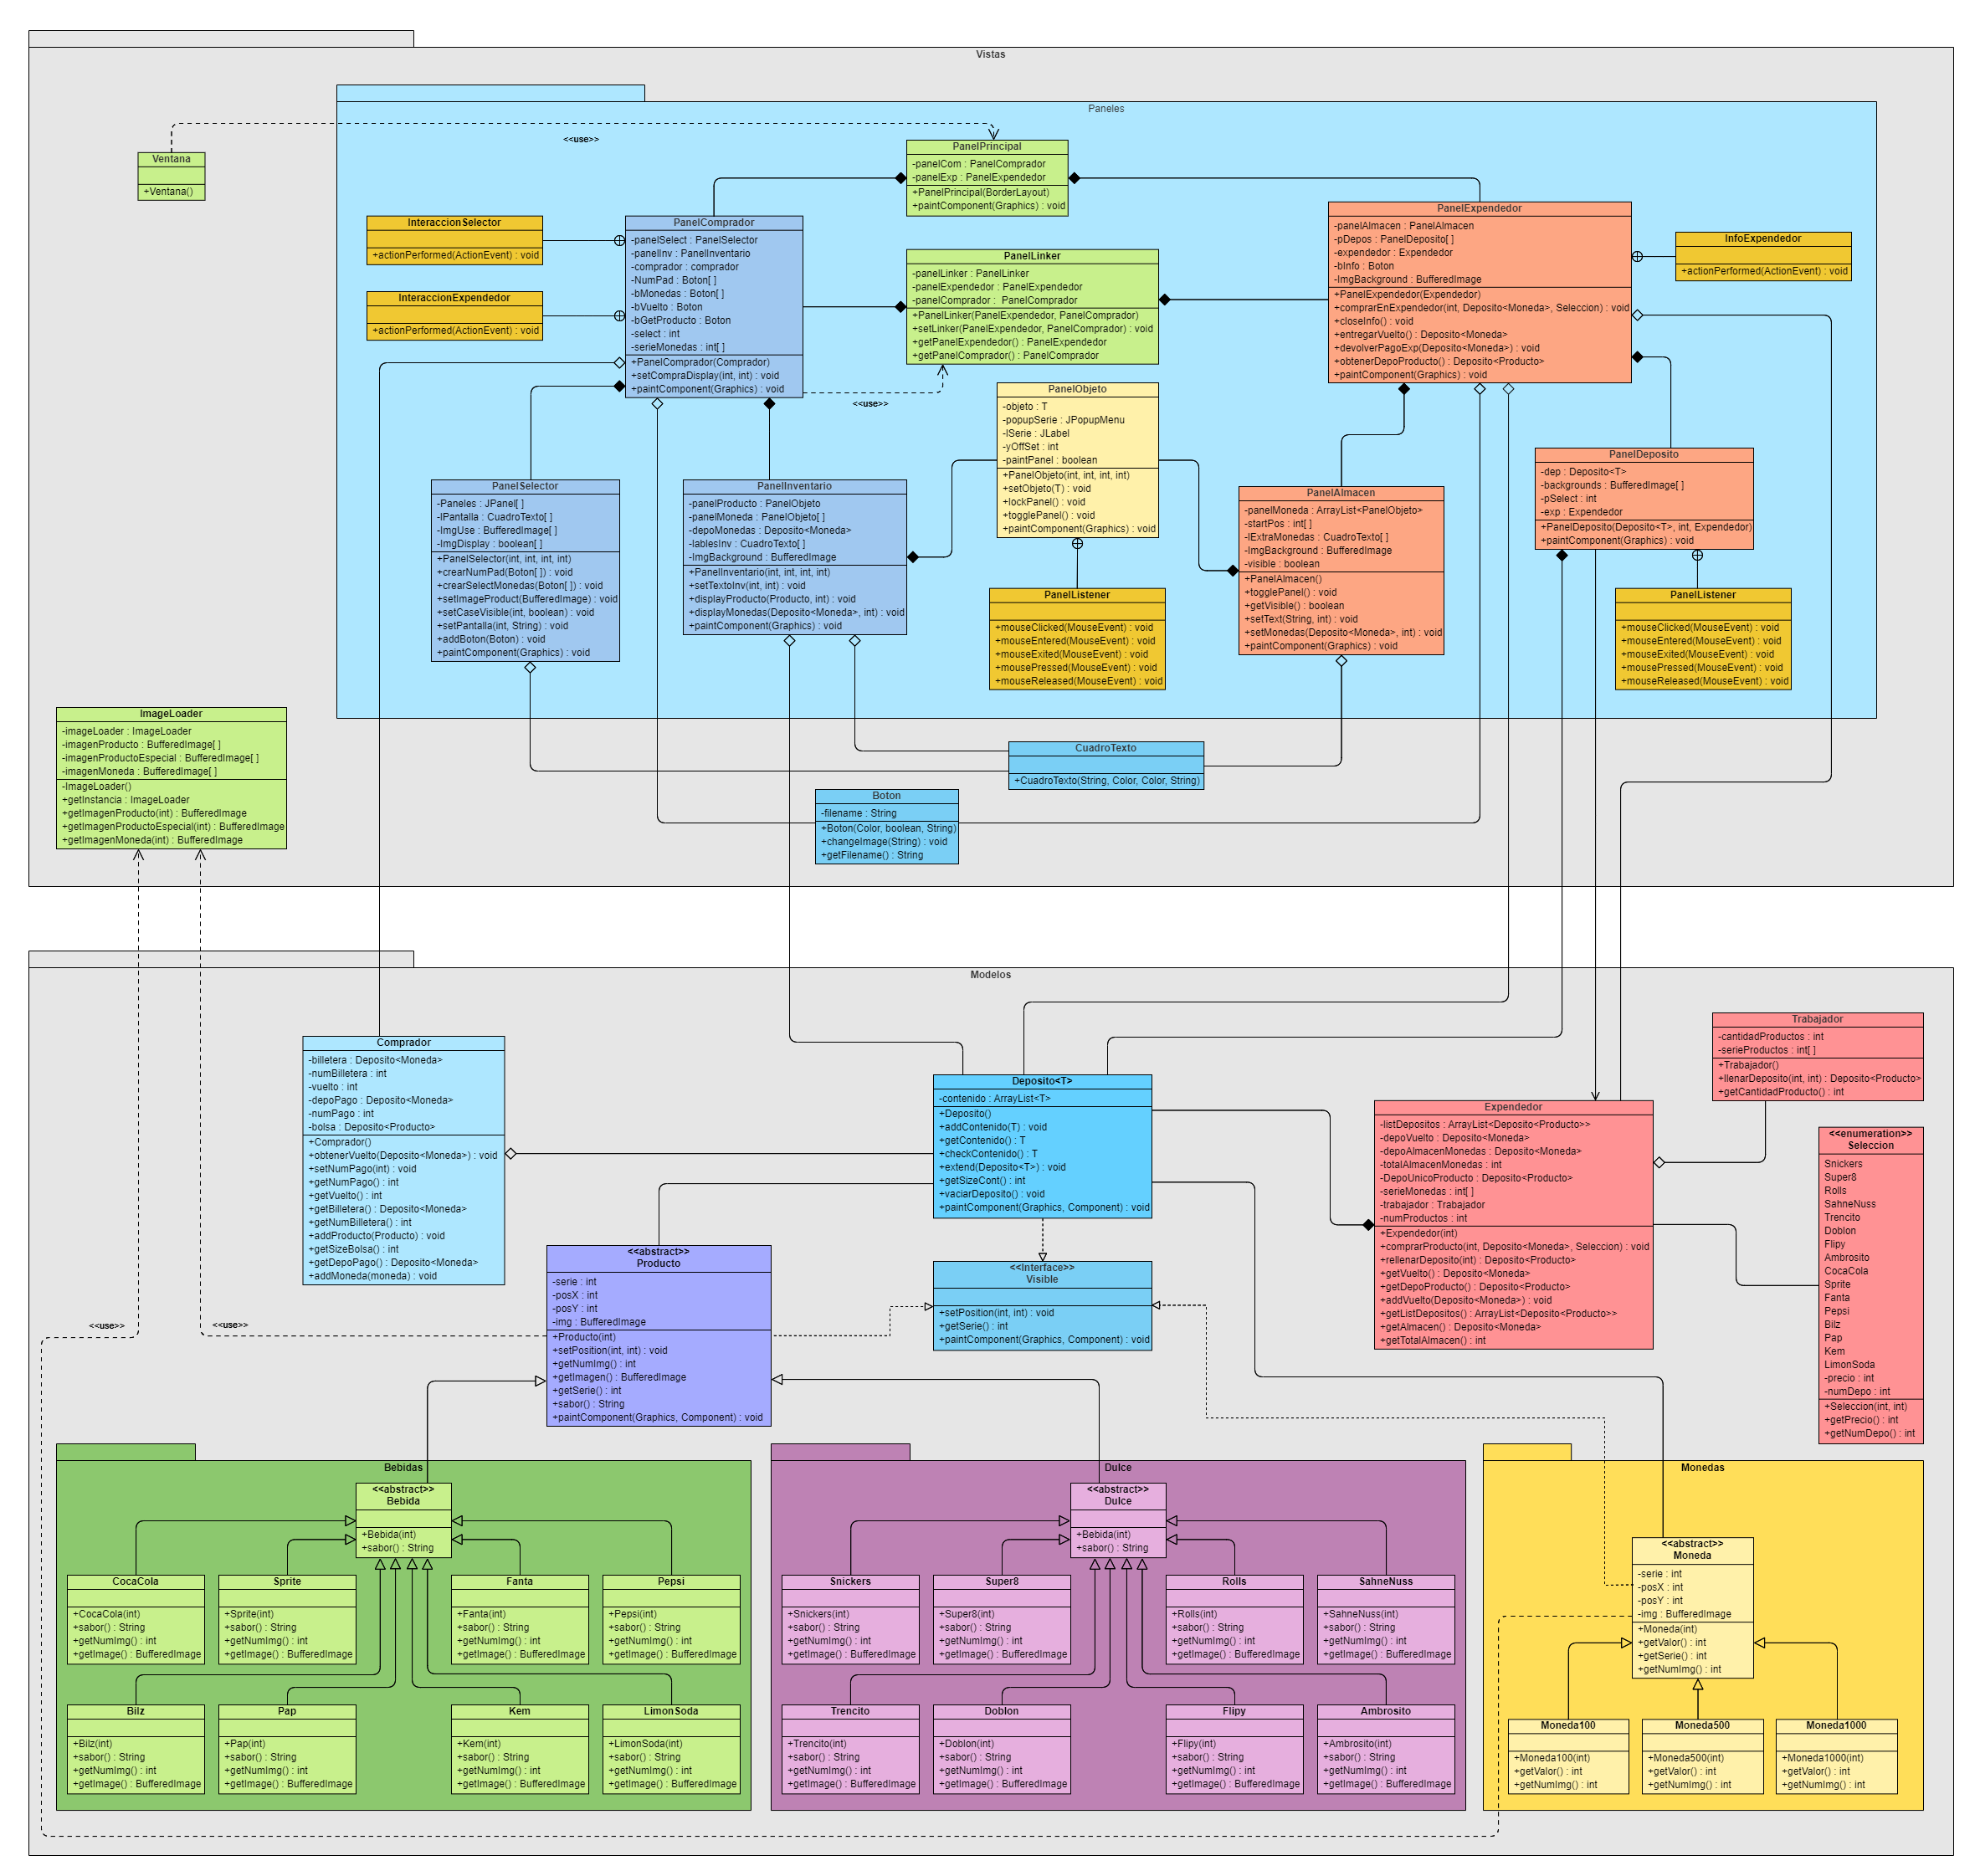 Vistas
Paneles
<<use>>
Ventana
+Ventana()
PanelPrincipal
-panelCom : PanelComprador
-panelExp : PanelExpendedor
+PanelPrincipal(BorderLayout)
+paintComponent(Graphics) : void
InteraccionSelector
+actionPerformed(ActionEvent) : void
InteraccionExpendedor
+actionPerformed(ActionEvent) : void
PanelComprador
-panelSelect : PanelSelector
-panelInv : PanelInventario
-comprador : comprador
-NumPad : Boton[ ]
-bMonedas : Boton[ ]
-bVuelto : Boton
-bGetProducto : Boton
-select : int
-serieMonedas : int[ ]
+PanelComprador(Comprador)
+setCompraDisplay(int, int) : void
+paintComponent(Graphics) : void
PanelLinker
-panelLinker : PanelLinker
-panelExpendedor : PanelExpendedor
-panelComprador : PanelComprador
+PanelLinker(PanelExpendedor, PanelComprador)
+setLinker(PanelExpendedor, PanelComprador) : void
+getPanelExpendedor() : PanelExpendedor
+getPanelComprador() : PanelComprador
<<use>>
PanelExpendedor
-panelAlmacen : PanelAlmacen
-pDepos : PanelDeposito[ ]
-expendedor : Expendedor
-bInfo : Boton
-ImgBackground : BufferedImage
+PanelExpendedor(Expendedor)
+comprarEnExpendedor(int, Deposito<Moneda>, Seleccion) : void
+closeInfo() : void
+entregarVuelto() : Deposito<Moneda>
+devolverPagoExp(Deposito<Moneda>) : void
+obtenerDepoProducto() : Deposito<Producto>
+paintComponent(Graphics) : void
InfoExpendedor
+actionPerformed(ActionEvent) : void
PanelObjeto
-objeto : T
-popupSerie : JPopupMenu
-lSerie : JLabel
-yOffSet : int
-paintPanel : boolean
+PanelObjeto(int, int, int, int)
+setObjeto(T) : void
+lockPanel() : void
+togglePanel() : void
+paintComponent(Graphics) : void
PanelSelector
-Paneles : JPanel[ ]
-lPantalla : CuadroTexto[ ]
-ImgUse : BufferedImage[ ]
-ImgDisplay : boolean[ ]
+PanelSelector(int, int, int, int)
+crearNumPad(Boton[ ]) : void
+crearSelectMonedas(Boton[ ]) : void
+setImageProduct(BufferedImage) : void
+setCaseVisible(int, boolean) : void
+setPantalla(int, String) : void
+addBoton(Boton) : void
+paintComponent(Graphics) : void
PanelInventario
-panelProducto : PanelObjeto
-panelMoneda : PanelObjeto[ ]
-depoMonedas : Deposito<Moneda>
-lablesInv : CuadroTexto[ ]
-ImgBackground : BufferedImage
+PanelInventario(int, int, int, int)
+setTextoInv(int, int) : void
+displayProducto(Producto, int) : void
+displayMonedas(Deposito<Moneda>, int) : void
+paintComponent(Graphics) : void
PanelListener
+mouseClicked(MouseEvent) : void
+mouseEntered(MouseEvent) : void
+mouseExited(MouseEvent) : void
+mousePressed(MouseEvent) : void
+mouseReleased(MouseEvent) : void
PanelAlmacen
-panelMoneda : ArrayList<PanelObjeto>
-startPos : int[ ]
-lExtraMonedas : CuadroTexto[ ]
-ImgBackground : BufferedImage
-visible : boolean
+PanelAlmacen()
+togglePanel() : void
+getVisible() : boolean
+setText(String, int) : void
+setMonedas(Deposito<Moneda>, int) : void
+paintComponent(Graphics) : void
PanelDeposito
-dep : Deposito<T>
-backgrounds : BufferedImage[ ]
-pSelect : int
-exp : Expendedor
+PanelDeposito(Deposito<T>, int, Expendedor)
+paintComponent(Graphics) : void
PanelListener
+mouseClicked(MouseEvent) : void
+mouseEntered(MouseEvent) : void
+mouseExited(MouseEvent) : void
+mousePressed(MouseEvent) : void
+mouseReleased(MouseEvent) : void
ImageLoader
-imageLoader : ImageLoader
-imagenProducto : BufferedImage[ ]
-imagenProductoEspecial : BufferedImage[ ]
-imagenMoneda : BufferedImage[ ]
-ImageLoader()
+getInstancia : ImageLoader
+getImagenProducto(int) : BufferedImage
+getImagenProductoEspecial(int) : BufferedImage
+getImagenMoneda(int) : BufferedImage
CuadroTexto
+CuadroTexto(String, Color, Color, String)
Boton
-filename : String
+Boton(Color, boolean, String)
+changeImage(String) : void
+getFilename() : String
Modelos
Comprador
-billetera : Deposito<Moneda>
-numBilletera : int
-vuelto : int
-depoPago : Deposito<Moneda>
-numPago : int
-bolsa : Deposito<Producto>
+Comprador()
+obtenerVuelto(Deposito<Moneda>) : void
+setNumPago(int) : void
+getNumPago() : int
+getVuelto() : int
+getBilletera() : Deposito<Moneda>
+getNumBilletera() : int
+addProducto(Producto) : void
+getSizeBolsa() : int
+getDepoPago() : Deposito<Moneda>
+addMoneda(moneda) : void
Deposito<T>
-contenido : ArrayList<T>
+Deposito()
+addContenido(T) : void
+getContenido() : T
+checkContenido() : T
+extend(Deposito<T>) : void
+getSizeCont() : int
+vaciarDeposito() : void
+paintComponent(Graphics, Component) : void
Trabajador
-cantidadProductos : int
-serieProductos : int[ ]
+Trabajador()
+llenarDeposito(int, int) : Deposito<Producto>
+getCantidadProducto() : int
Expendedor
-listDepositos : ArrayList<Deposito<Producto>>
-depoVuelto : Deposito<Moneda>
-depoAlmacenMonedas : Deposito<Moneda>
-totalAlmacenMonedas : int
-DepoUnicoProducto : Deposito<Producto>
-serieMonedas : int[ ]
-trabajador : Trabajador
-numProductos : int
+Expendedor(int)
+comprarProducto(int, Deposito<Moneda>, Seleccion) : void
+rellenarDeposito(int) : Deposito<Producto>
+getVuelto() : Deposito<Moneda>
+getDepoProducto() : Deposito<Producto>
+addVuelto(Deposito<Moneda>) : void
+getListDepositos() : ArrayList<Deposito<Producto>>
+getAlmacen() : Deposito<Moneda>
+getTotalAlmacen() : int
<<enumeration>>
Seleccion
Snickers
Super8
Rolls
SahneNuss
Trencito
Doblon
Flipy
Ambrosito
CocaCola
Sprite
Fanta
Pepsi
Bilz
Pap
Kem
LimonSoda
-precio : int
-numDepo : int
+Seleccion(int, int)
+getPrecio() : int
+getNumDepo() : int
<<abstract>>
Producto
-serie : int
-posX : int
-posY : int
-img : BufferedImage
+Producto(int)
+setPosition(int, int) : void
+getNumImg() : int
+getImagen() : BufferedImage
+getSerie() : int
+sabor() : String
+paintComponent(Graphics, Component) : void
<<Interface>>
Visible
+setPosition(int, int) : void
+getSerie() : int
+paintComponent(Graphics, Component) : void
<<use>>
<<use>>
Bebidas
<<abstract>>
Bebida
+Bebida(int)
+sabor() : String
CocaCola
+CocaCola(int)
+sabor() : String
+getNumImg() : int
+getImage() : BufferedImage
Sprite
+Sprite(int)
+sabor() : String
+getNumImg() : int
+getImage() : BufferedImage
Fanta
+Fanta(int)
+sabor() : String
+getNumImg() : int
+getImage() : BufferedImage
Pepsi
+Pepsi(int)
+sabor() : String
+getNumImg() : int
+getImage() : BufferedImage
Bilz
+Bilz(int)
+sabor() : String
+getNumImg() : int
+getImage() : BufferedImage
Pap
+Pap(int)
+sabor() : String
+getNumImg() : int
+getImage() : BufferedImage
Kem
+Kem(int)
+sabor() : String
+getNumImg() : int
+getImage() : BufferedImage
LimonSoda
+LimonSoda(int)
+sabor() : String
+getNumImg() : int
+getImage() : BufferedImage
Dulce
<<abstract>>
Dulce
+Bebida(int)
+sabor() : String
Snickers
+Snickers(int)
+sabor() : String
+getNumImg() : int
+getImage() : BufferedImage
Super8
+Super8(int)
+sabor() : String
+getNumImg() : int
+getImage() : BufferedImage
Rolls
+Rolls(int)
+sabor() : String
+getNumImg() : int
+getImage() : BufferedImage
SahneNuss
+SahneNuss(int)
+sabor() : String
+getNumImg() : int
+getImage() : BufferedImage
Trencito
+Trencito(int)
+sabor() : String
+getNumImg() : int
+getImage() : BufferedImage
Doblon
+Doblon(int)
+sabor() : String
+getNumImg() : int
+getImage() : BufferedImage
Flipy
+Flipy(int)
+sabor() : String
+getNumImg() : int
+getImage() : BufferedImage
Ambrosito
+Ambrosito(int)
+sabor() : String
+getNumImg() : int
+getImage() : BufferedImage
Monedas
<<abstract>>
Moneda
-serie : int
-posX : int
-posY : int
-img : BufferedImage
+Moneda(int)
+getValor() : int
+getSerie() : int
+getNumImg() : int
Moneda100
+Moneda100(int)
+getValor() : int
+getNumImg() : int
Moneda500
+Moneda500(int)
+getValor() : int
+getNumImg() : int
Moneda1000
+Moneda1000(int)
+getValor() : int
+getNumImg() : int